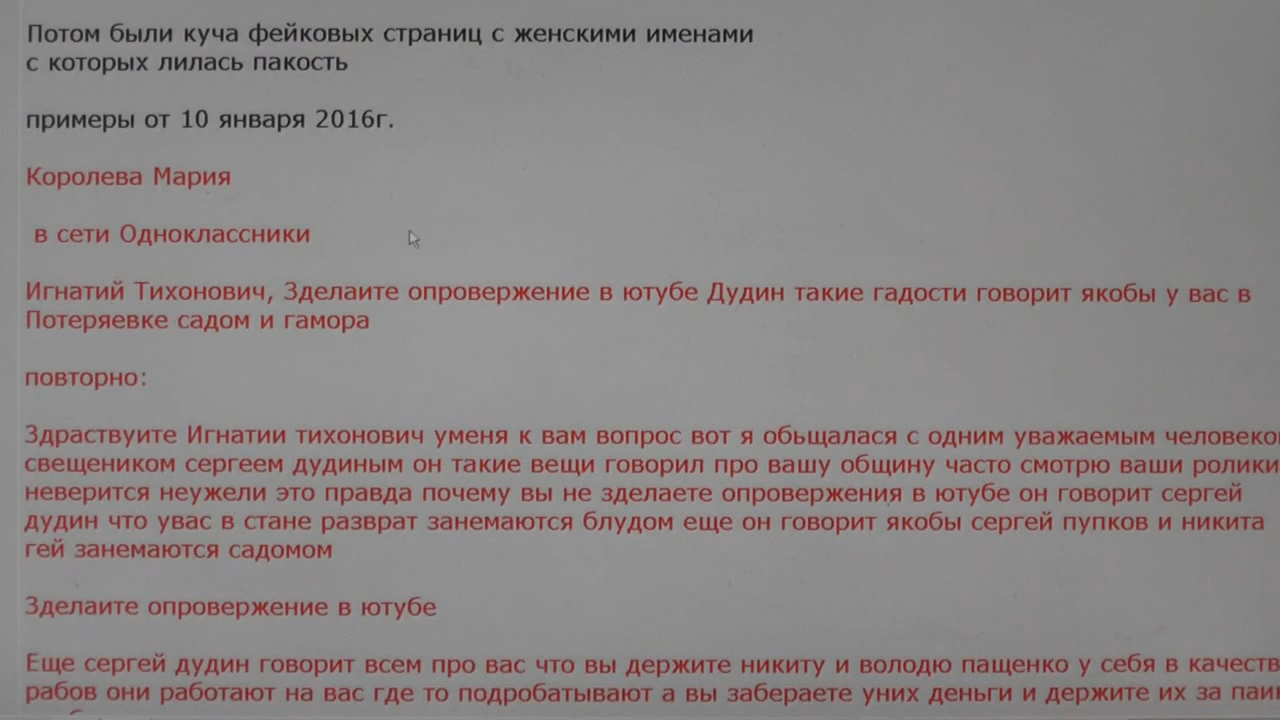 Потом были куча фейковых страниц с женскими именами
с которых лилась пакость
примеры от 10 января 2016г.
Королева Мария
в сети Одноклассники
Игнатий Тихонович, Зделаите опровержение в ютубе Дудин такие гадости говорит якобы у вас в
Потеряевке садом и гамора
повторно:
Здраствуите Игнатии тихонович уменя к вам вопрос вот я обьщалася с одним уважаемым
свещеником сергеем дудиным он такие вещи говорил про вашу общину часто смотрю ваши ролики
неверится неужели это правда почему вы не зделаете опровержения в ютубе он говорит сергей
дудин что увас в стане разврат занемаются блудом еще он говорит якобы сергей пупков и никита
гей занемаются садомом
Зделаите опровержение в ютубе
Еще сергей дудин говорит всем про вас что вы держите никиту и володю пащенко у себя в
рабов они работают на вас где то подробатывают а вы забераете уних деньги и держите их за